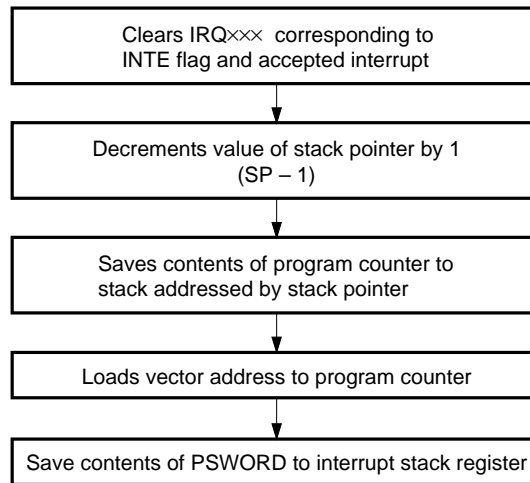 Clears IRQ××× corresponding to
INTE flag and accepted interrupt
Decrements value of stack pointer by 1
(SP – 1)
Saves contents of program counter to
stack addressed by stack pointer
Loads vector address to program counter
Save contents of PSWORD to interrupt stack register